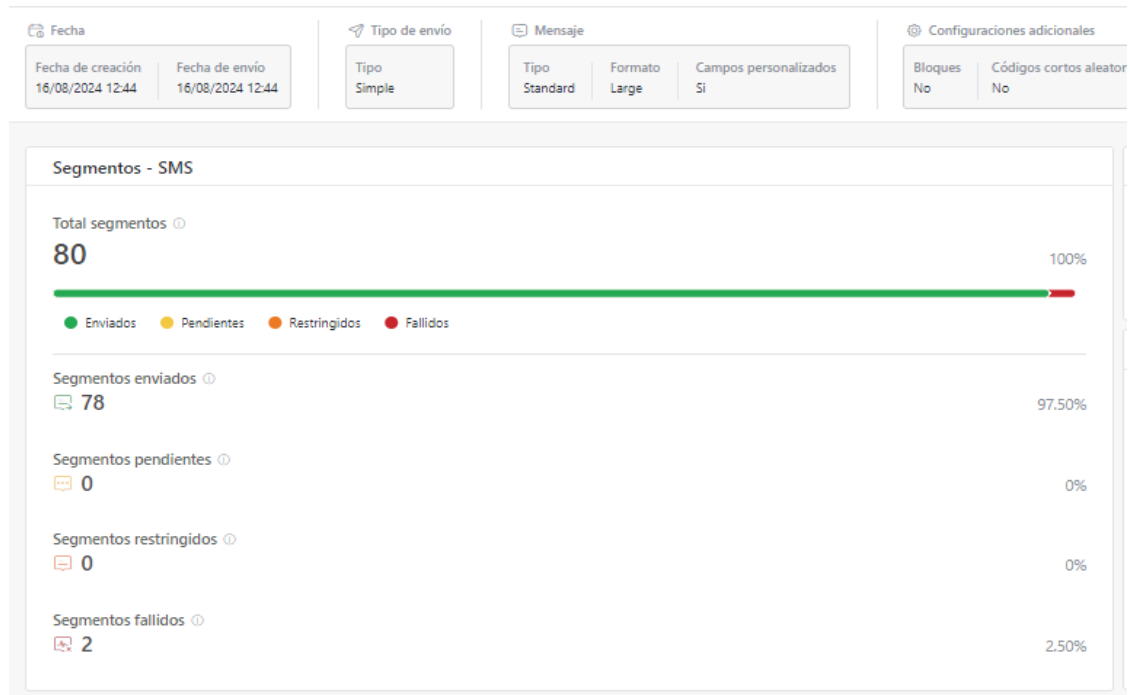 Fecha
Tipo de envío
Mensaje
Configuraciones adicionales
Fecha de creación Fecha de envío
16/08/2024 12:44 16/08/2024 12:44
Tipo
Simple
Tipo Formato Campos personalizados
Standard Large Si
Bloques Códigos cortos aleator
No No
Segmentos - SMS
Total segmentos
80 100%
Enviados Pendientes Restringidos Fallidos
Segmentos enviados
78 97.50%
Segmentos pendientes
0 0%
Segmentos restringidos
0 0%
Segmentos fallidos
2 2.50%